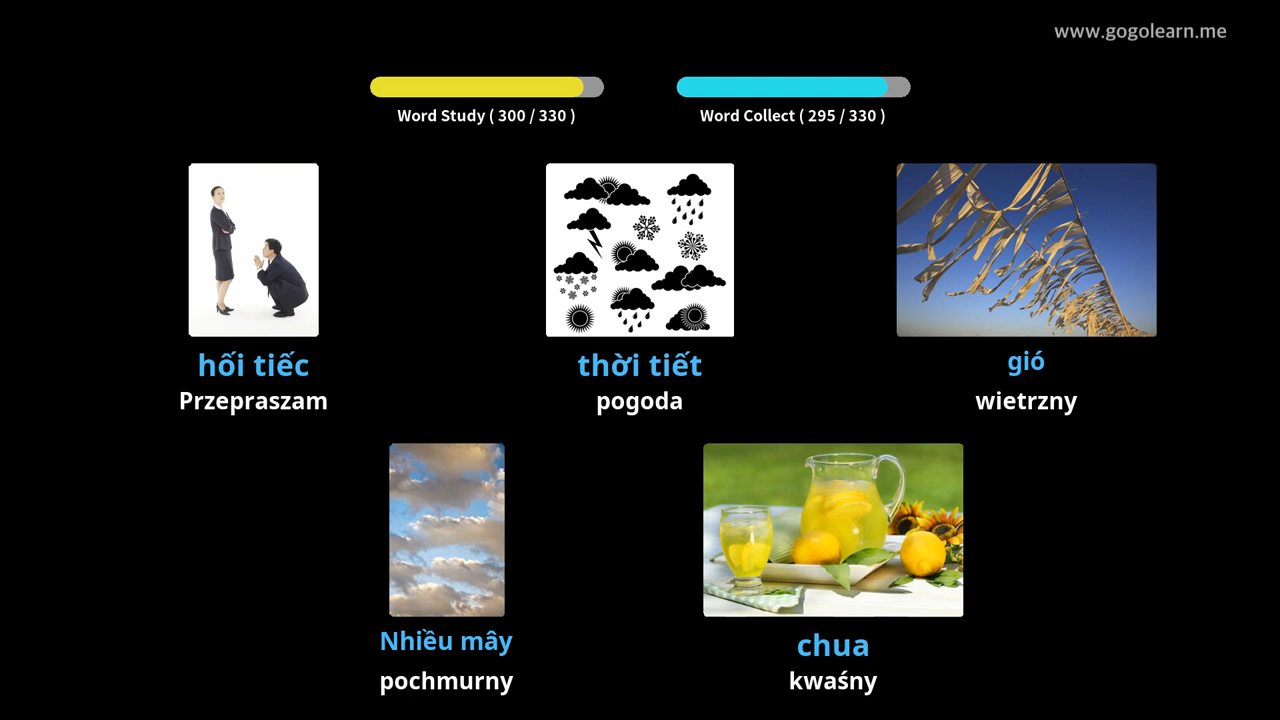 www.gogolearn.me
Word Study ( 300 / 330 )
Word Collect ( 295 / 330 )
hối tiếc
Przepraszam
thời tiết
pogoda
gió
wietrzny
Nhiều mây
pochmurny
chua
kwaśny